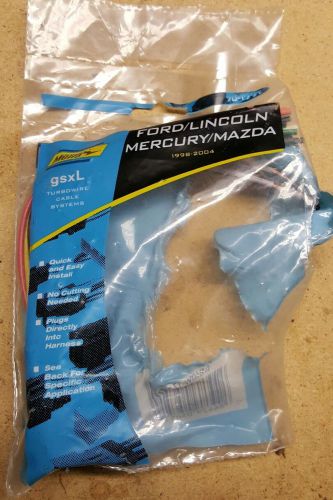 FORD/LINCOLN
MERCURY/MAZDA
1998-2004
Metra
gsxL
TURBOWIRE
CABLE
SYSTEMS
Quick
and Easy
Install
No Cutting
Needed
Plugs
Directly
Into
Harness
See
Back For
Specific
Application